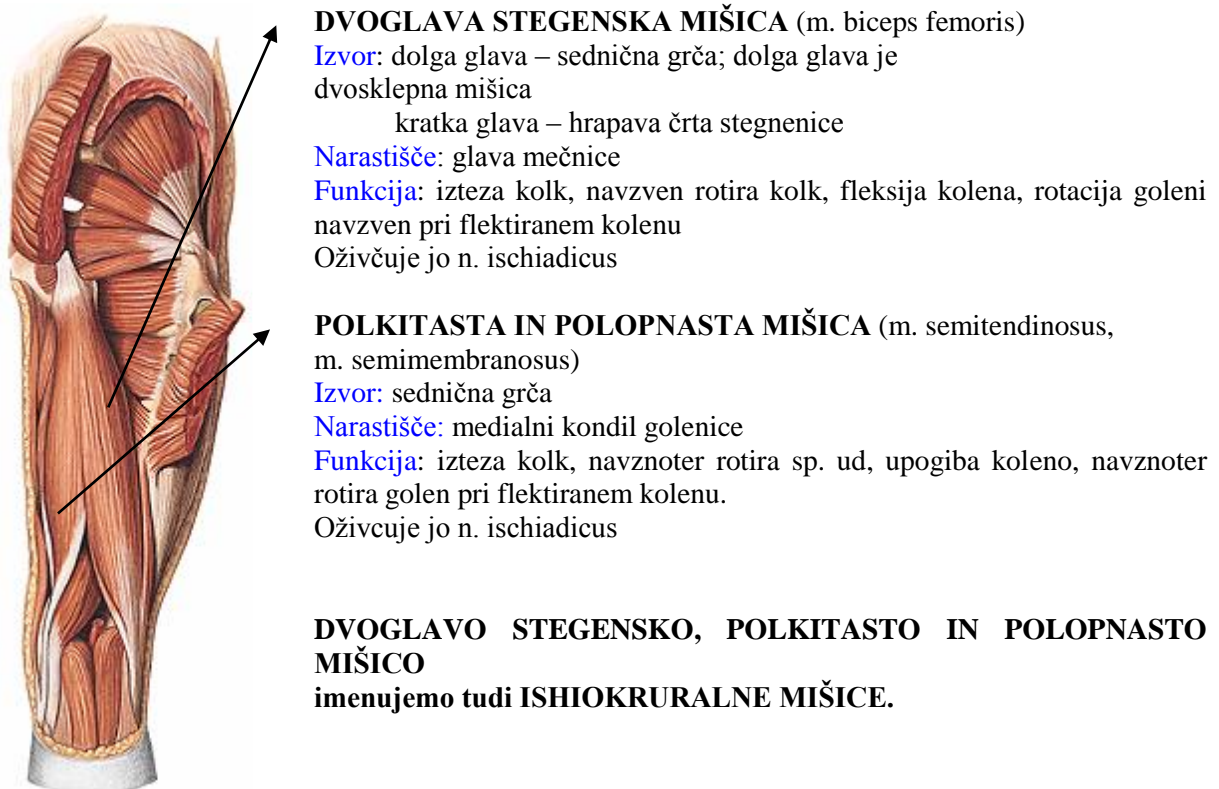 DVOGLAVA STEGENSKA MIŠICA (m. biceps femoris)
Izvor: dolga glava – sednična grča; dolga glava je
dvosklepna mišica
kratka glava – hrapava črta stegnenice
Narastišče: glava mečnice
Funkcija: izteza kolk, navzven rotira kolk, fleksija kolena, rotacija goleni
navzven pri flektiranem kolenu
Oživčuje jo n. ischiadicus
POLKITASTA IN POLOPNASTA MIŠICA (m. semitendinosus,
m. semimembranosus)
Izvor: sednična grča
Narastišče: medialni kondil golenice
Funkcija: izteza kolk, navznoter rotira sp. ud, upogiba koleno, navznoter
rotira golen pri flektiranem kolenu.
Oživcuje jo n. ischiadicus
DVOGLAVO STEGENSKO, POLKITASTO IN POLOPNASTO
MIŠICO
imenujemo tudi ISHIOKRURALNE MIŠICE.